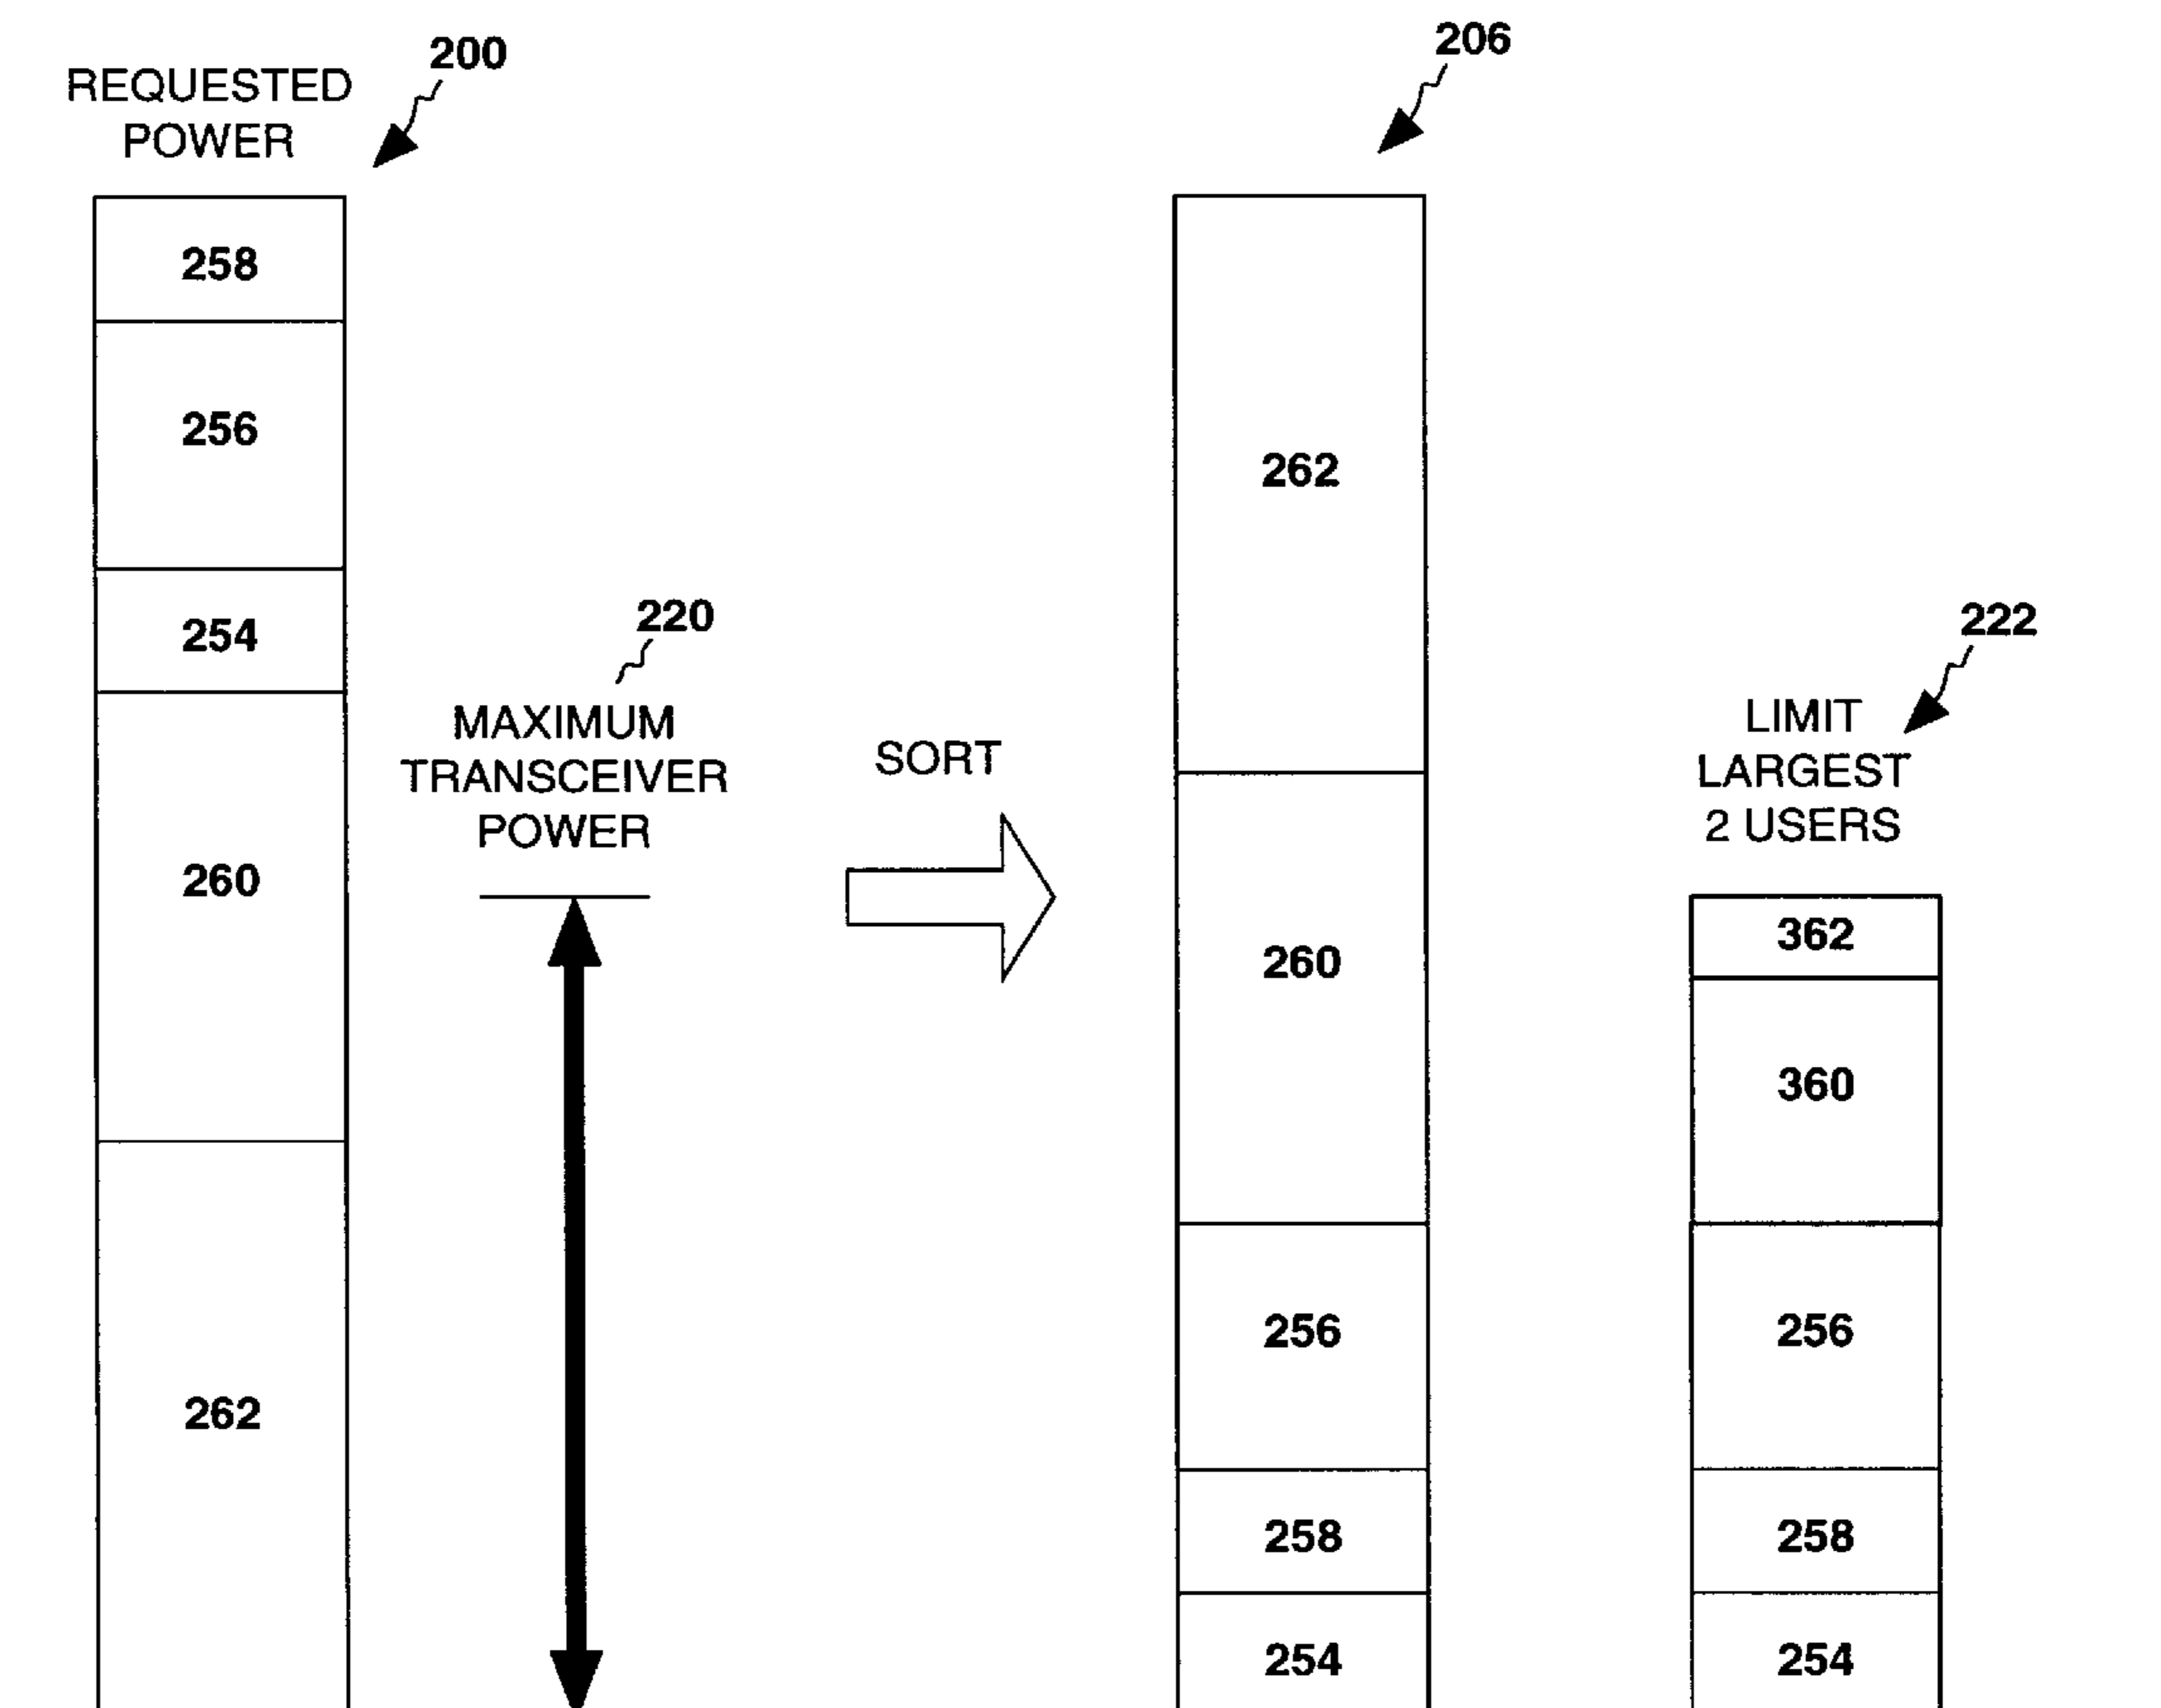 REQUESTED
POWER
200
258
256
254
260
262
220
MAXIMUM
TRANSCEIVER
POWER
SORT
206
262
260
256
258
254
222
LIMIT
LARGEST
2 USERS
362
360
256
258
254